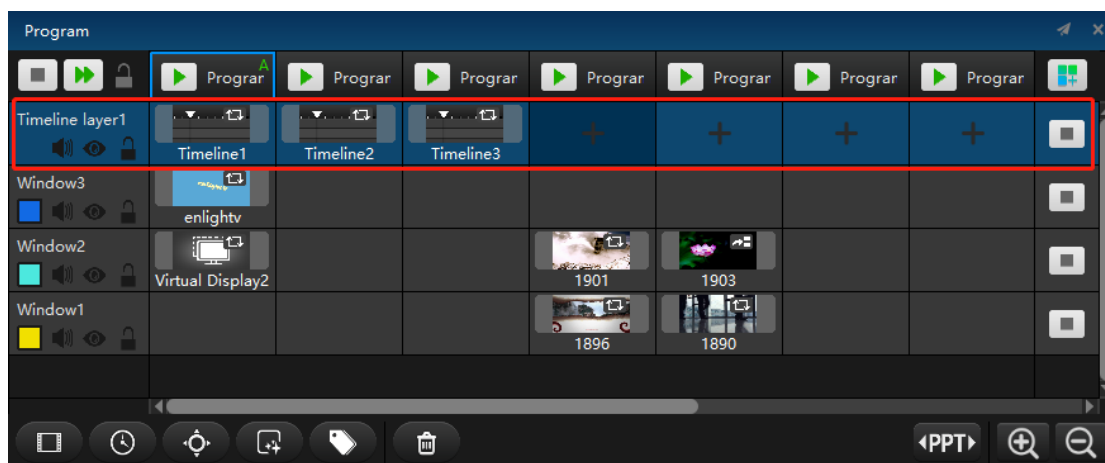 Program
A
Prograr Prograr Prograr Prograr Prograr Prograr Prograr
Timeline layer1
Timeline1 Timeline2 Timeline3
Window3
enlightv
Window2
Virtual Display2 1901 1903
Window1
1896 1890
PPT